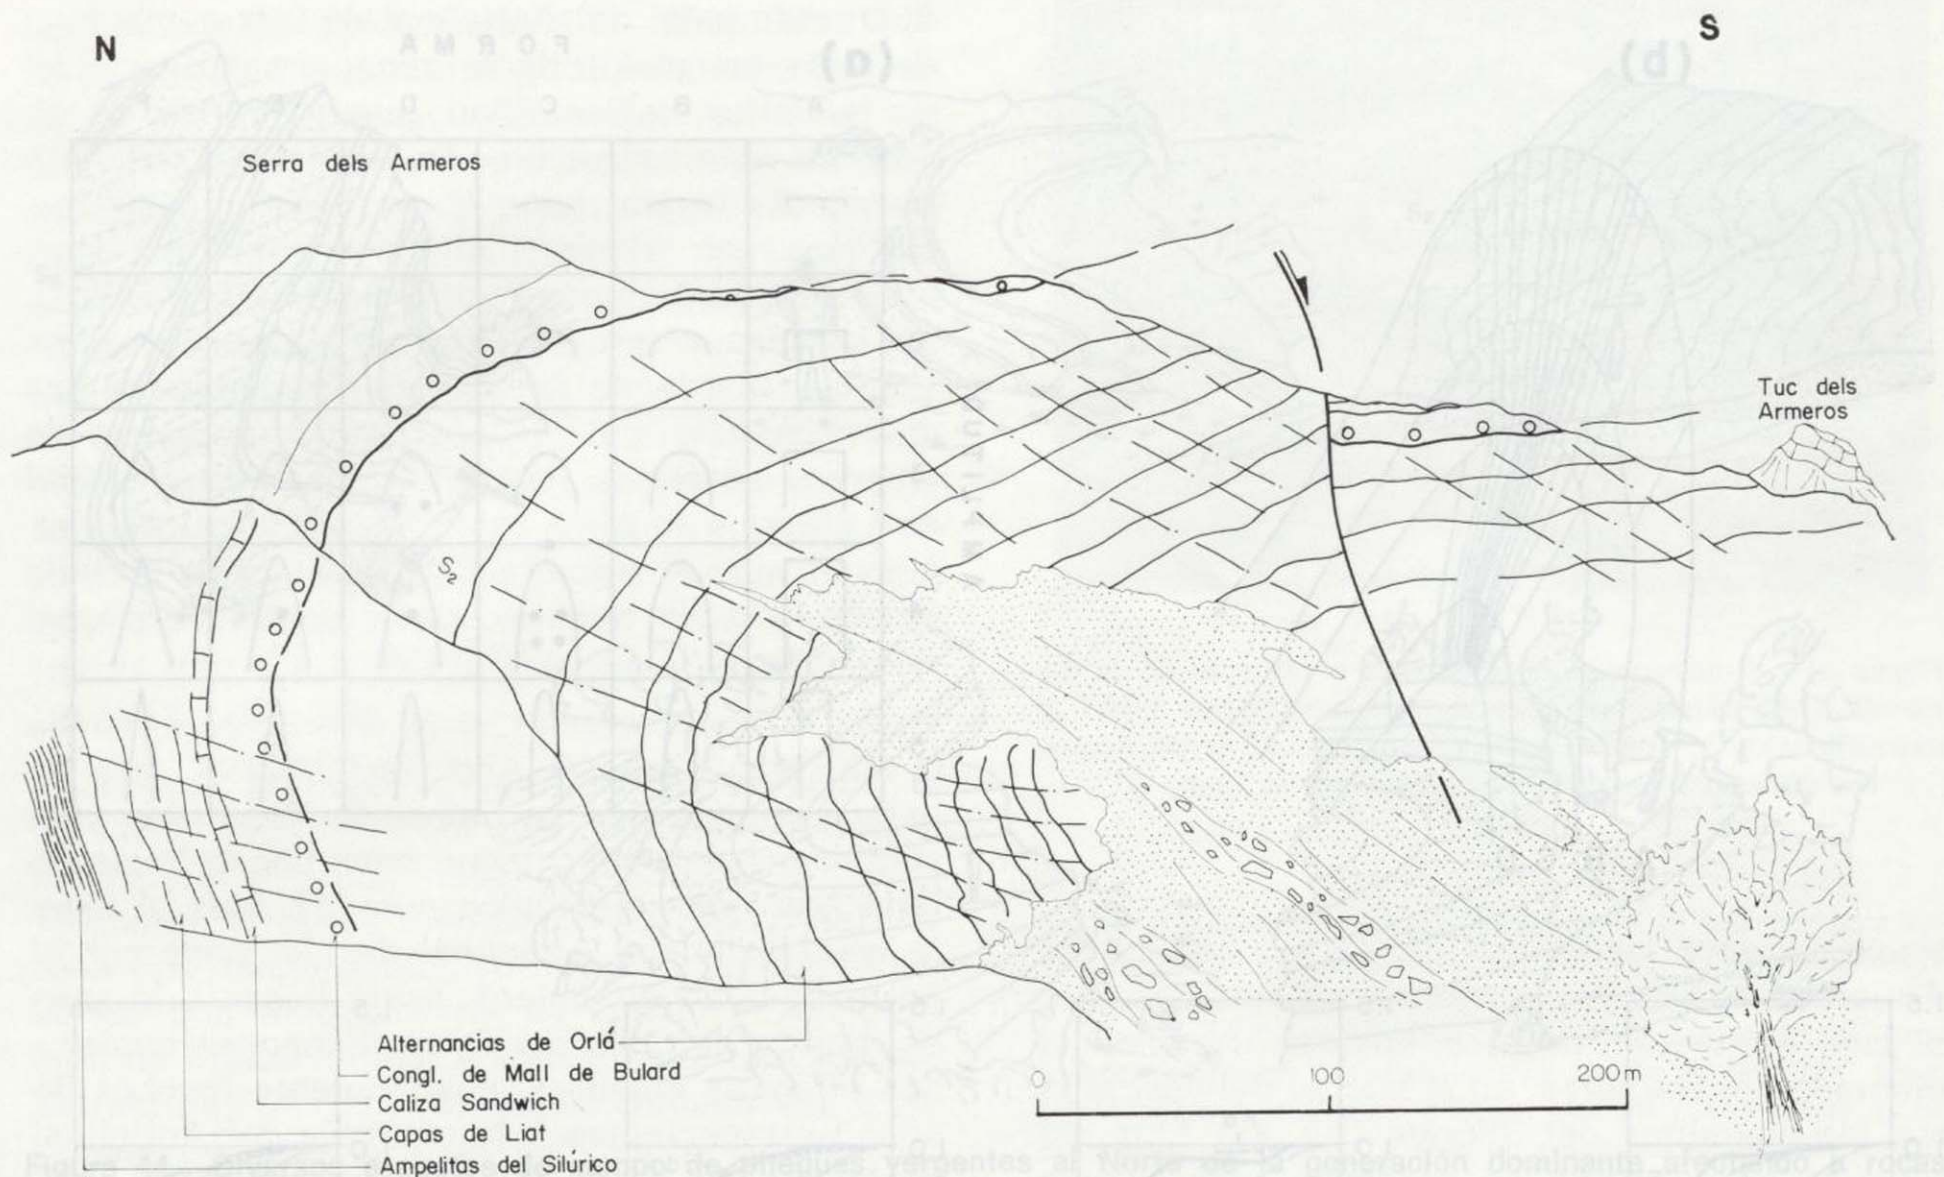 N
S
Serra dels Armeros
Tuc dels
Armeros
S₂
Alternancias de Orlá
Congl. de Mall de Bulard
Caliza Sandwich
Capas de Liat
Ampelitas del Silúrico
0 100 200 m